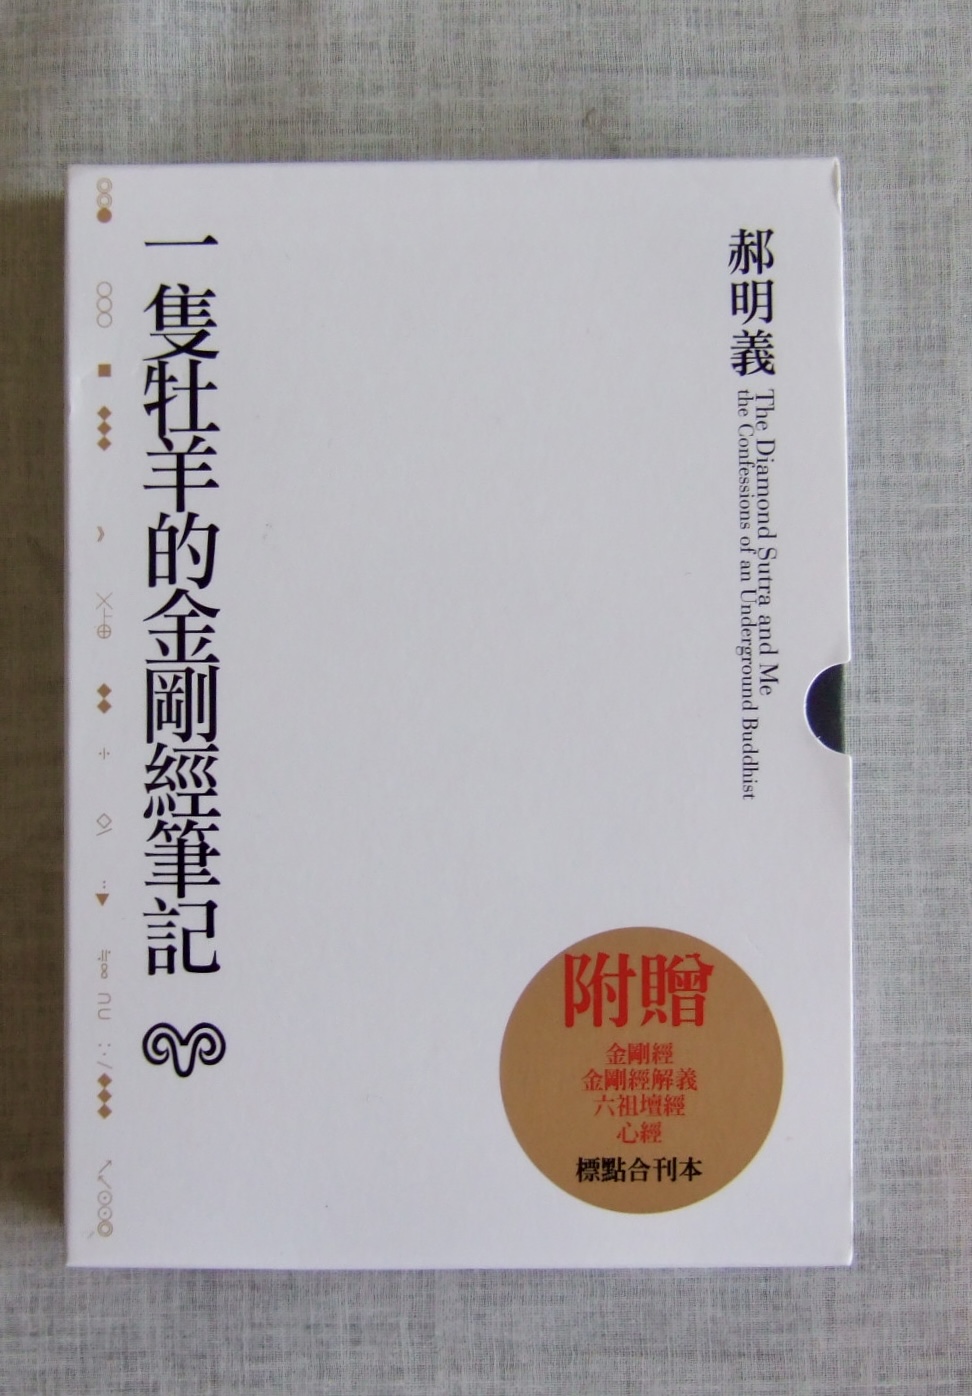 一隻牡羊的金剛經筆記
郝明義
The Diamond Sutra and Me
the Confessions of an Underground Buddhist
附贈
金剛經
金剛經解義
六祖壇經
心經
標點合刊本